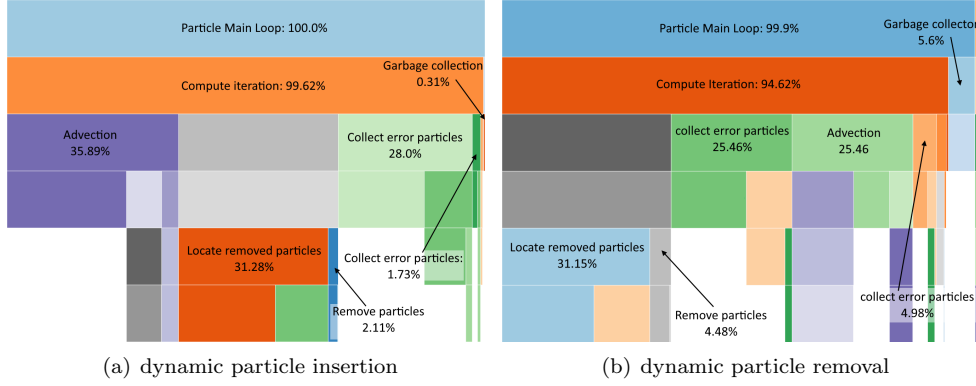 Particle Main Loop: 100.0%
Garbage collection
0.31%
Compute iteration: 99.62%
Advection
35.89%
Collect error particles
28.0%
Locate removed particles
31.28%
Collect error particles:
1.73%
Remove particles
2.11%
(a) dynamic particle insertion
Particle Main Loop: 99.9%
Garbage collector
5.6%
Compute Iteration: 94.62%
collect error particles
25.46%
Advection
25.46
Locate removed particles
31.15%
Remove particles
4.48%
collect error particles
4.98%
(b) dynamic particle removal